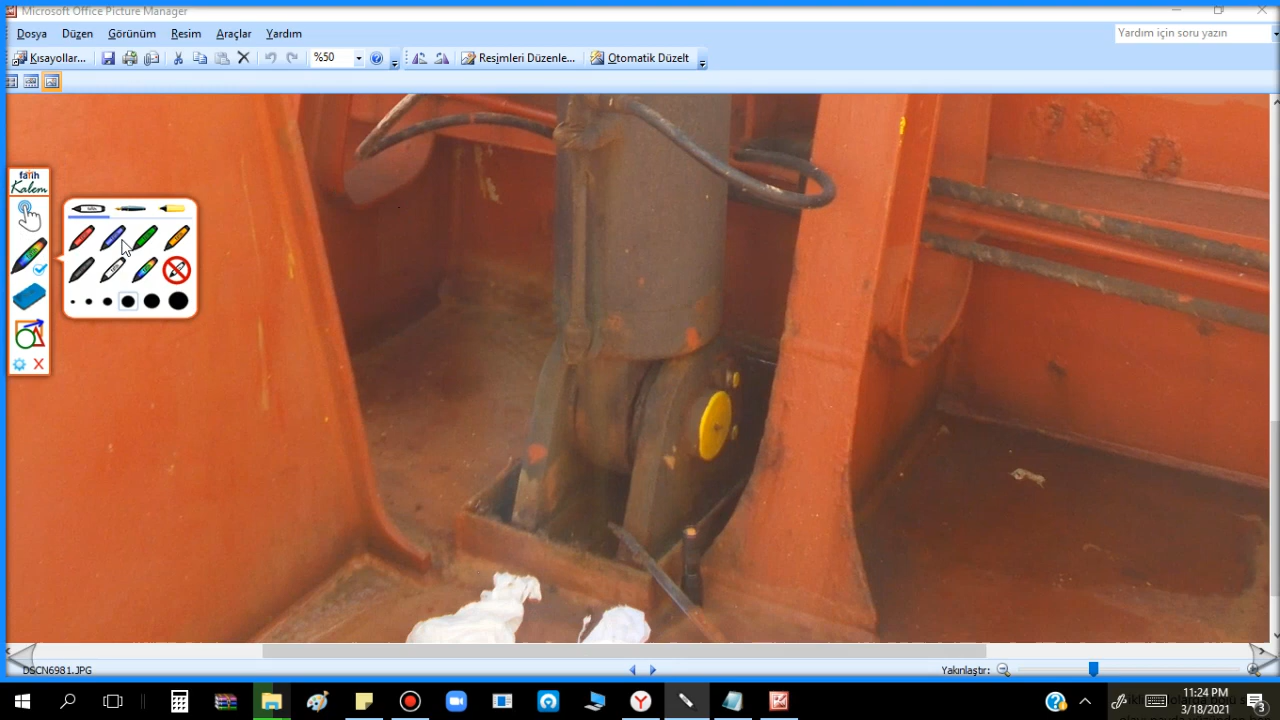 Microsoft Office Picture Manager
Dosya Düzen Görünüm Resim Araçlar Yardım
Yardım için soru yazın
Kısayollar... %50 Resimleri Düzenle... Otomatik Düzelt
fatih
Kalem
DSCN6981.JPG
Yakınlaştır:
11:24 PM
3/18/2021
3